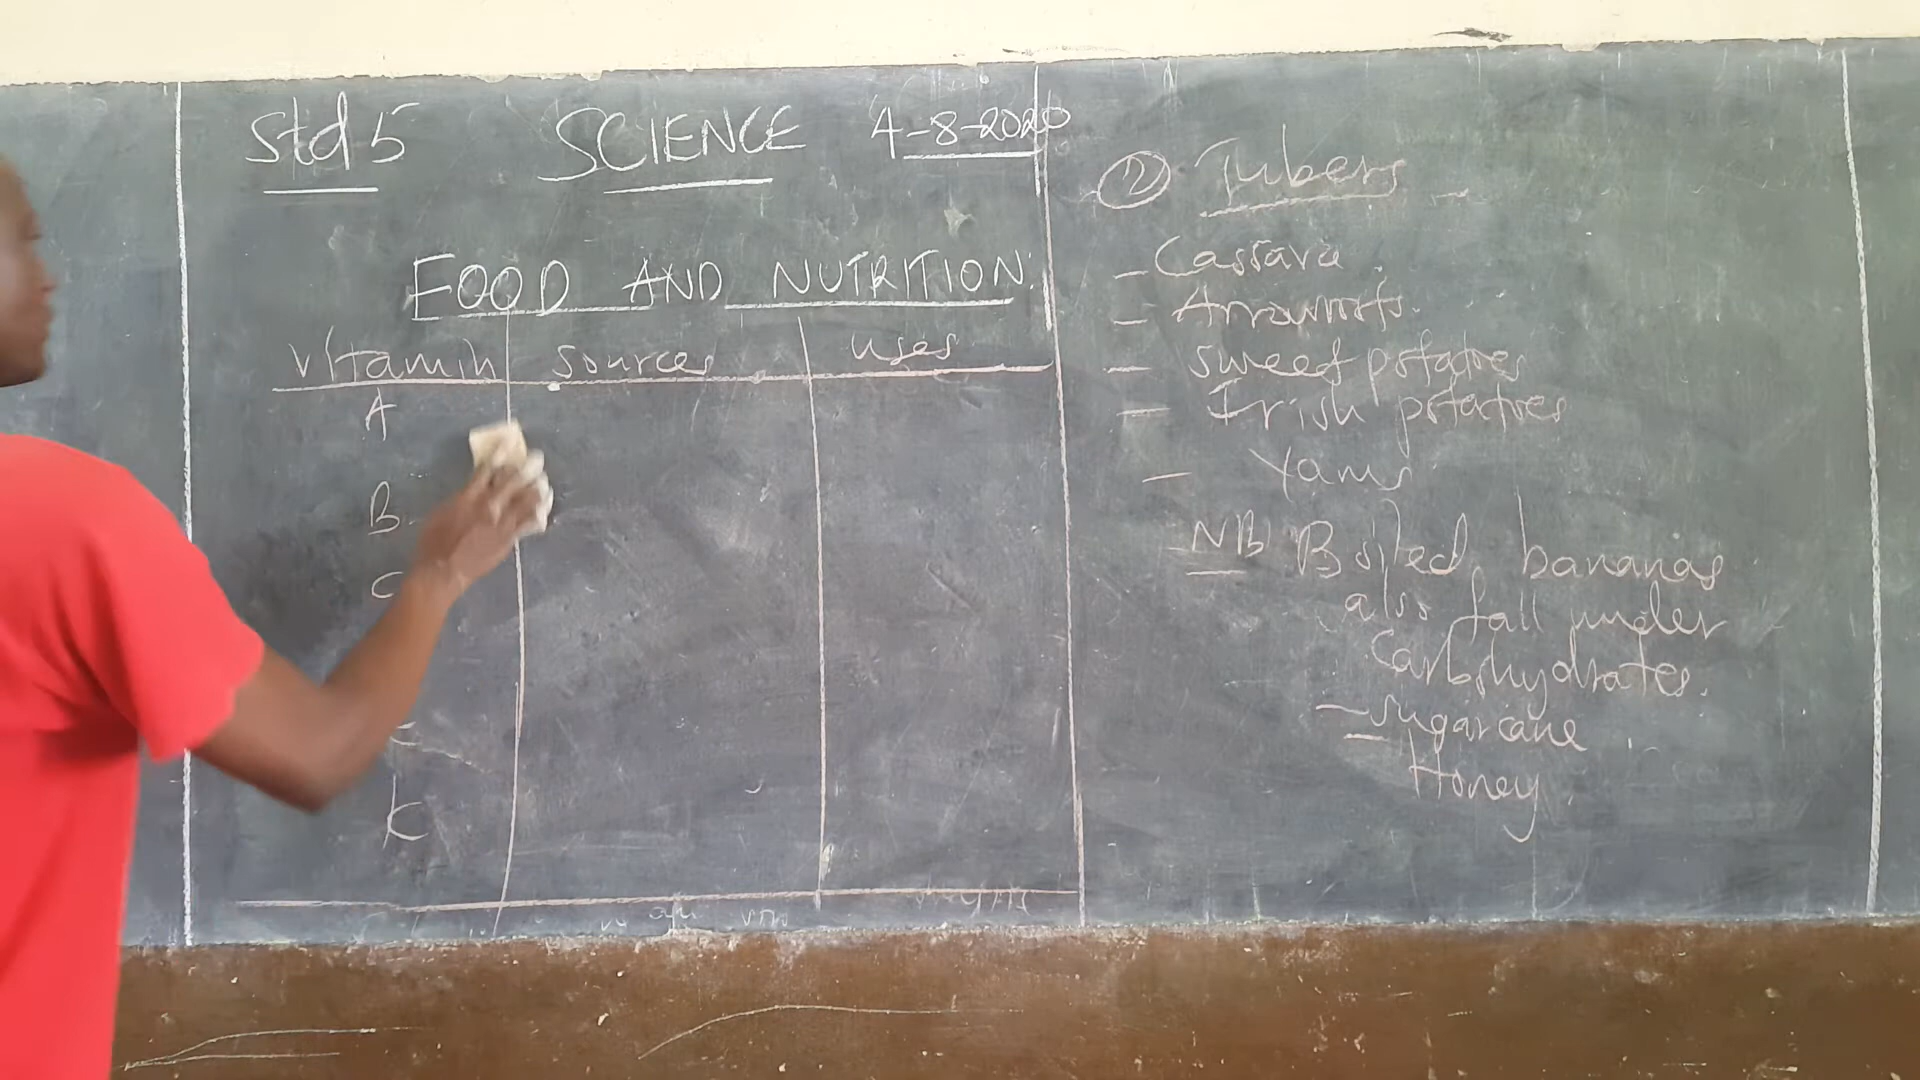 Std 5 SCIENCE 4-8-2020
FOOD AND NUTRITION:
Vitamin sources uses
A
B
C
E
K
② Tubers
- Cassava
- Arrowroots.
- sweet potatoes
- Irish potatoes
- Yams
NB Boiled bananas
also fall under
Carbohydrates.
- Sugarcane
- Honey.